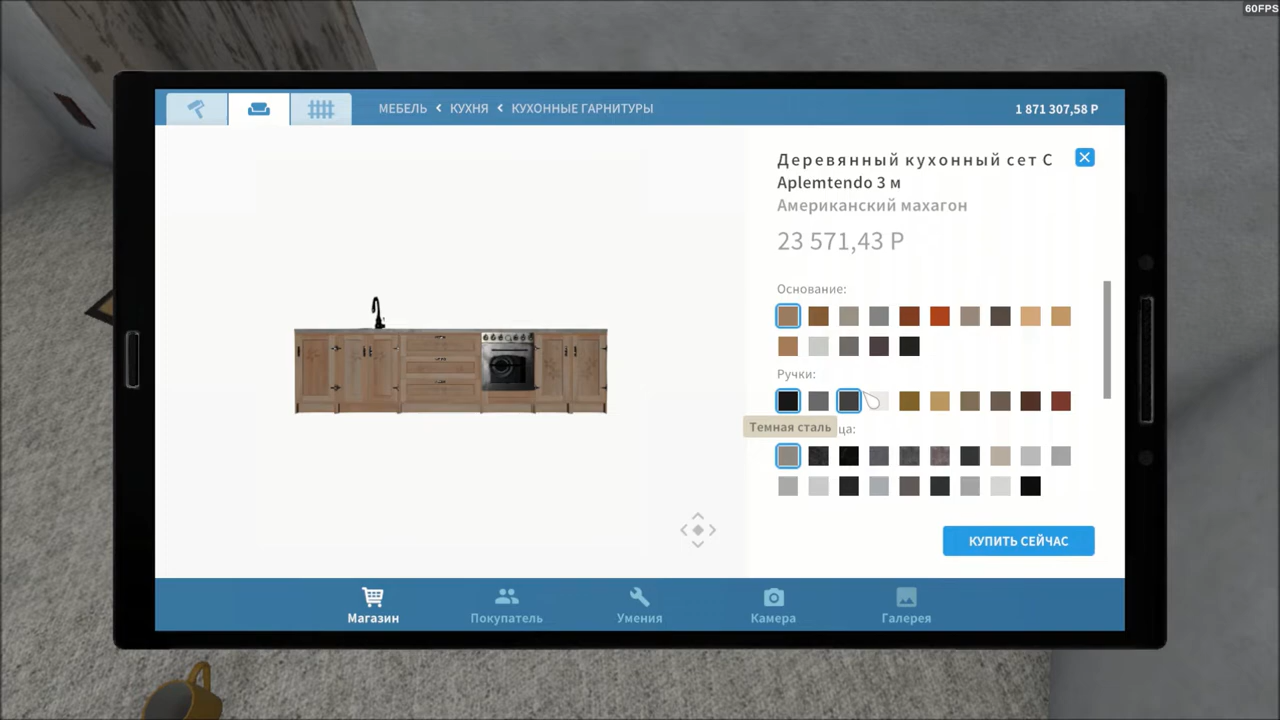 60FPS
МЕБЕЛЬ < КУХНЯ < КУХОННЫЕ ГАРНИТУРЫ
1 871 307,58 Р
Деревянный кухонный сет С
Aplemtendo 3 м
Американский махагон
23 571,43 Р
Основание:
Ручки:
Темная сталь
ца:
КУПИТЬ СЕЙЧАС
Магазин
Покупатель
Умения
Камера
Галерея